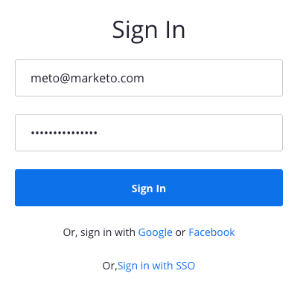 Sign In
meto@marketo.com
•••••••••••••••
Sign In
Or, sign in with Google or Facebook
Or,Sign in with SSO